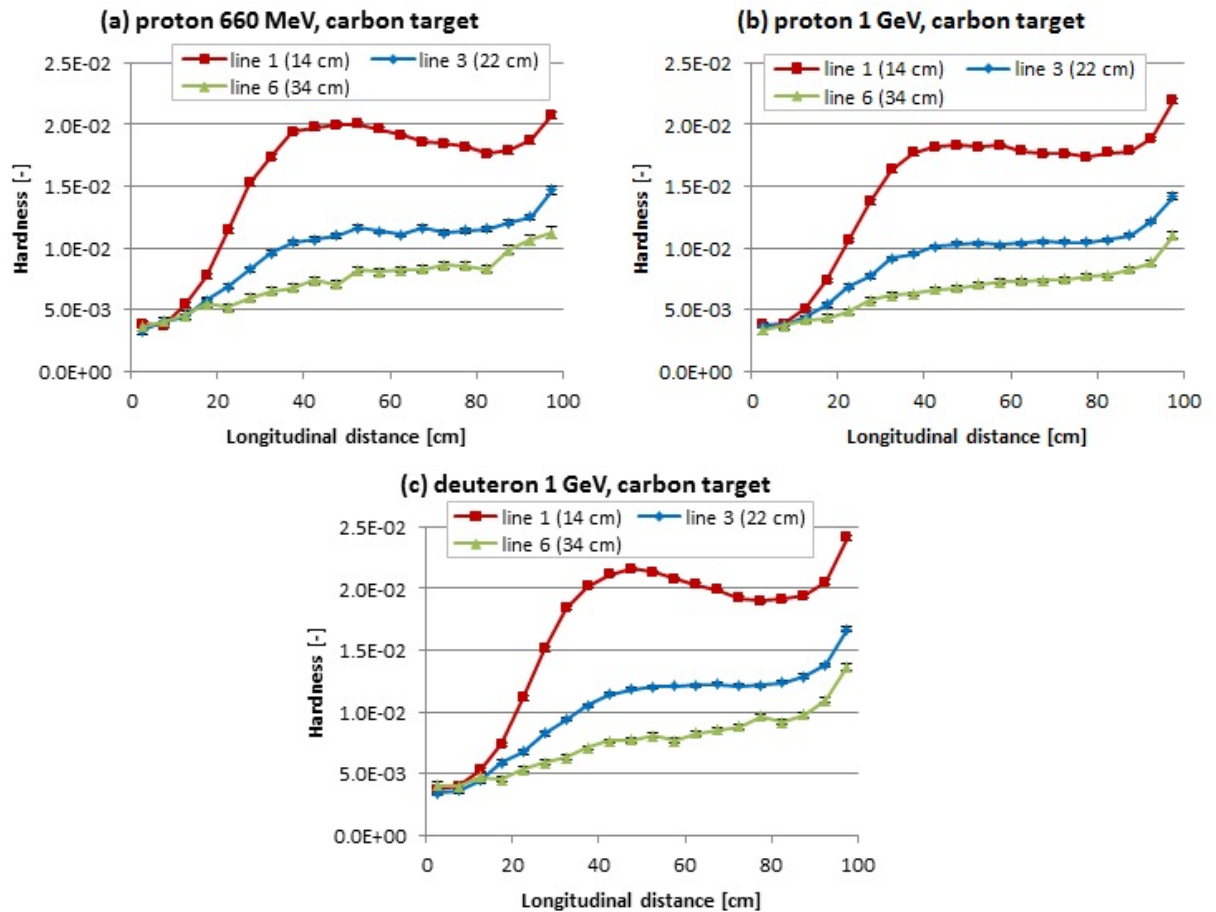 (a) proton 660 MeV, carbon target
line 1 (14 cm) line 3 (22 cm)
line 6 (34 cm)
2.5E-02
2.0E-02
1.5E-02
1.0E-02
5.0E-03
0.0E+00
Hardness [-]
0 20 40 60 80 100
Longitudinal distance [cm]
(b) proton 1 GeV, carbon target
line 1 (14 cm) line 3 (22 cm)
line 6 (34 cm)
2.5E-02
2.0E-02
1.5E-02
1.0E-02
5.0E-03
0.0E+00
Hardness [-]
0 20 40 60 80 100
Longitudinal distance [cm]
(c) deuteron 1 GeV, carbon target
line 1 (14 cm) line 3 (22 cm)
line 6 (34 cm)
2.5E-02
2.0E-02
1.5E-02
1.0E-02
5.0E-03
0.0E+00
Hardness [-]
0 20 40 60 80 100
Longitudinal distance [cm]